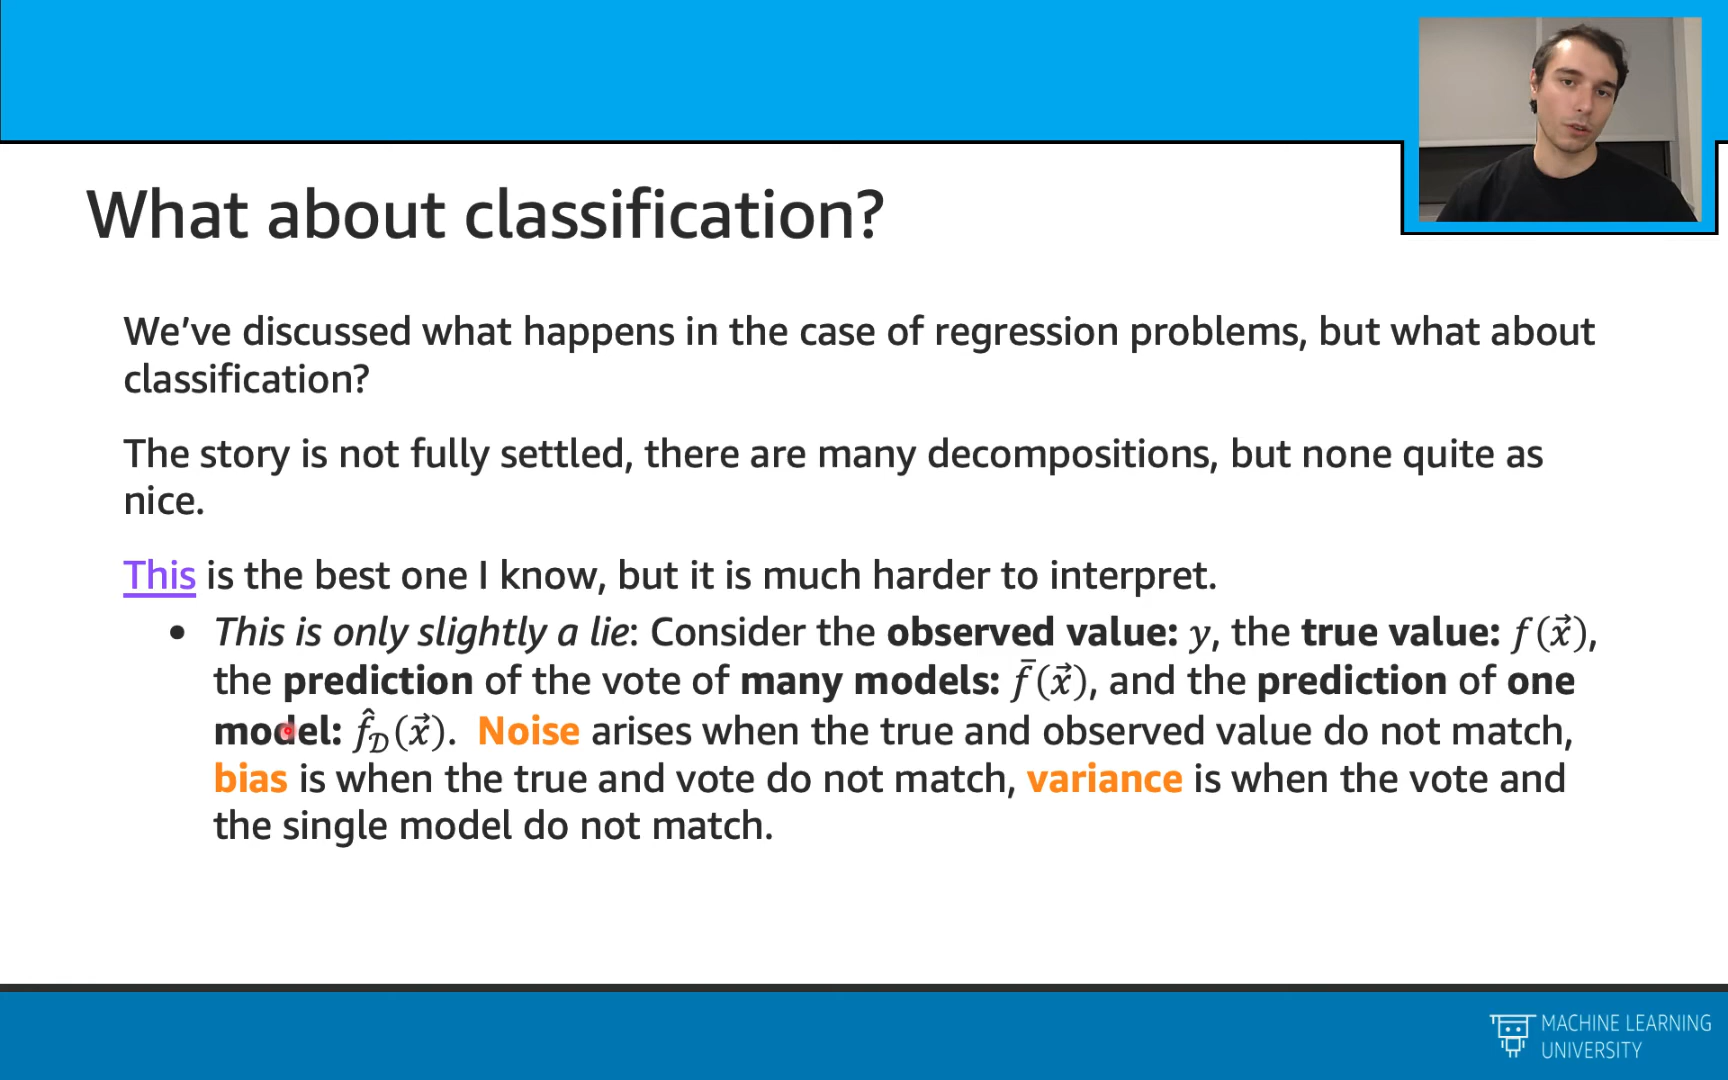 What about classification?
We've discussed what happens in the case of regression problems, but what about
classification?
The story is not fully settled, there are many decompositions, but none quite as
nice.
This is the best one I know, but it is much harder to interpret.
• This is only slightly a lie: Consider the observed value: y, the true value: f(x⃗),
the prediction of the vote of many models: f̄(x⃗), and the prediction of one
model: f̂_𝒟(x⃗). Noise arises when the true and observed value do not match,
bias is when the true and vote do not match, variance is when the vote and
the single model do not match.
MACHINE LEARNING
UNIVERSITY